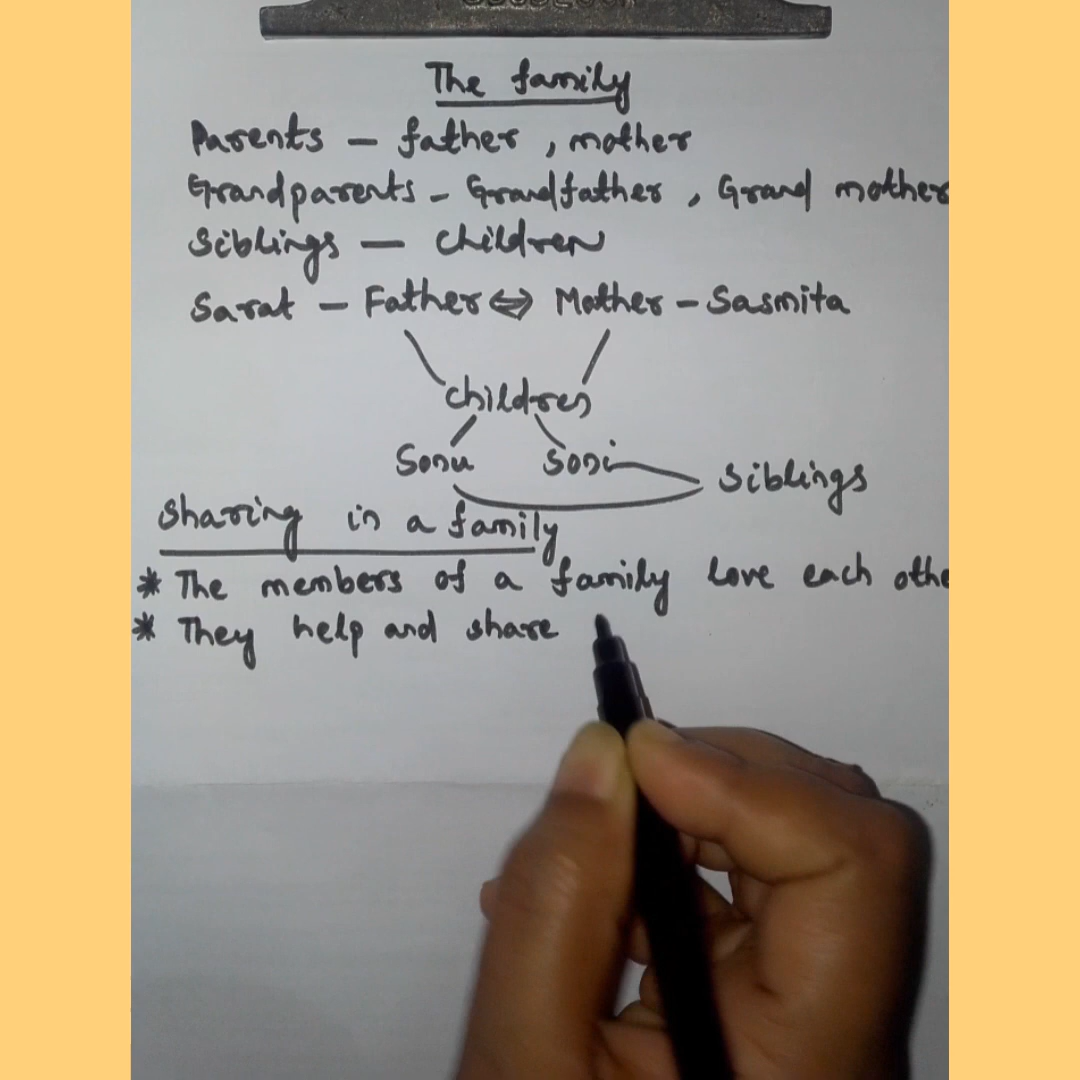 The family
Parents – father , mother
Grandparents – Grandfather , Grand mother
Siblings – children
Sarat – Father ⇔ Mother – Sasmita
children
Sonu Soni
Siblings
Sharing in a family
* The members of a family love each othe
* They help and share